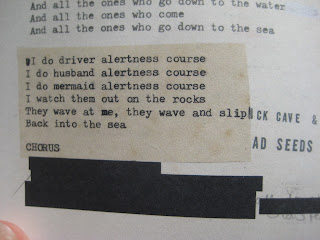 And all the ones who go down to the water
And all the ones who come
And all the ones who go down to the sea
I do driver alertness course
I do husband alertness course
I do mermaid alertness course
I watch them out on the rocks
They wave at me, they wave and slip
Back into the sea
CHORUS
CK CAVE &
AD SEEDS